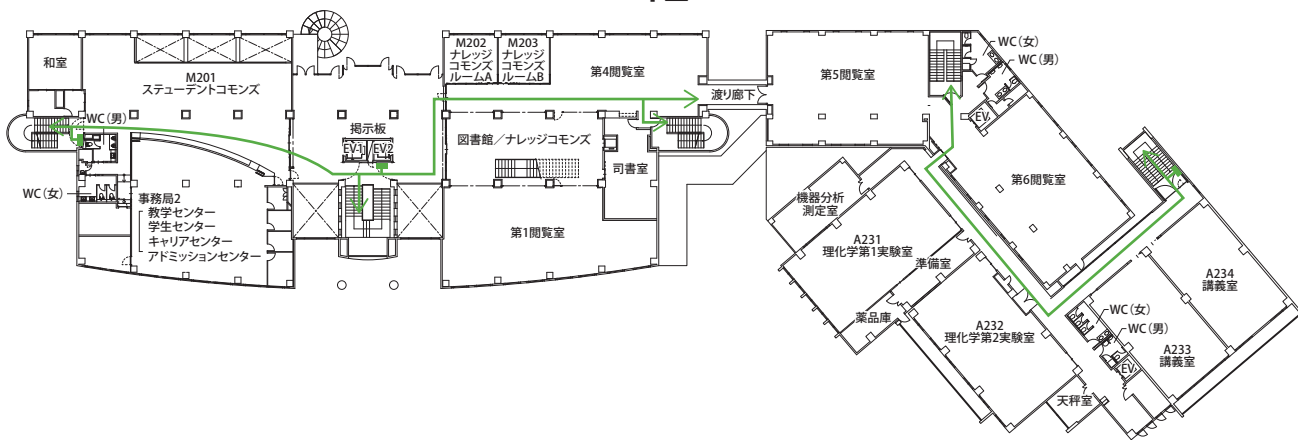 和室
M201
ステューデントコモンズ
WC（男）
WC（女）
事務局2
教学センター
学生センター
キャリアセンター
アドミッションセンター
掲示板
EV1
EV2
M202
ナレッジ
コモンズ
ルームA
M203
ナレッジ
コモンズ
ルームB
第4閲覧室
図書館／ナレッジコモンズ
司書室
第1閲覧室
渡り廊下
第5閲覧室
WC（女）
WC（男）
EV
第6閲覧室
機器分析
測定室
A231
理化学第1実験室
準備室
薬品庫
A232
理化学第2実験室
天秤室
WC（女）
WC（男）
EV
A233
講義室
A234
講義室